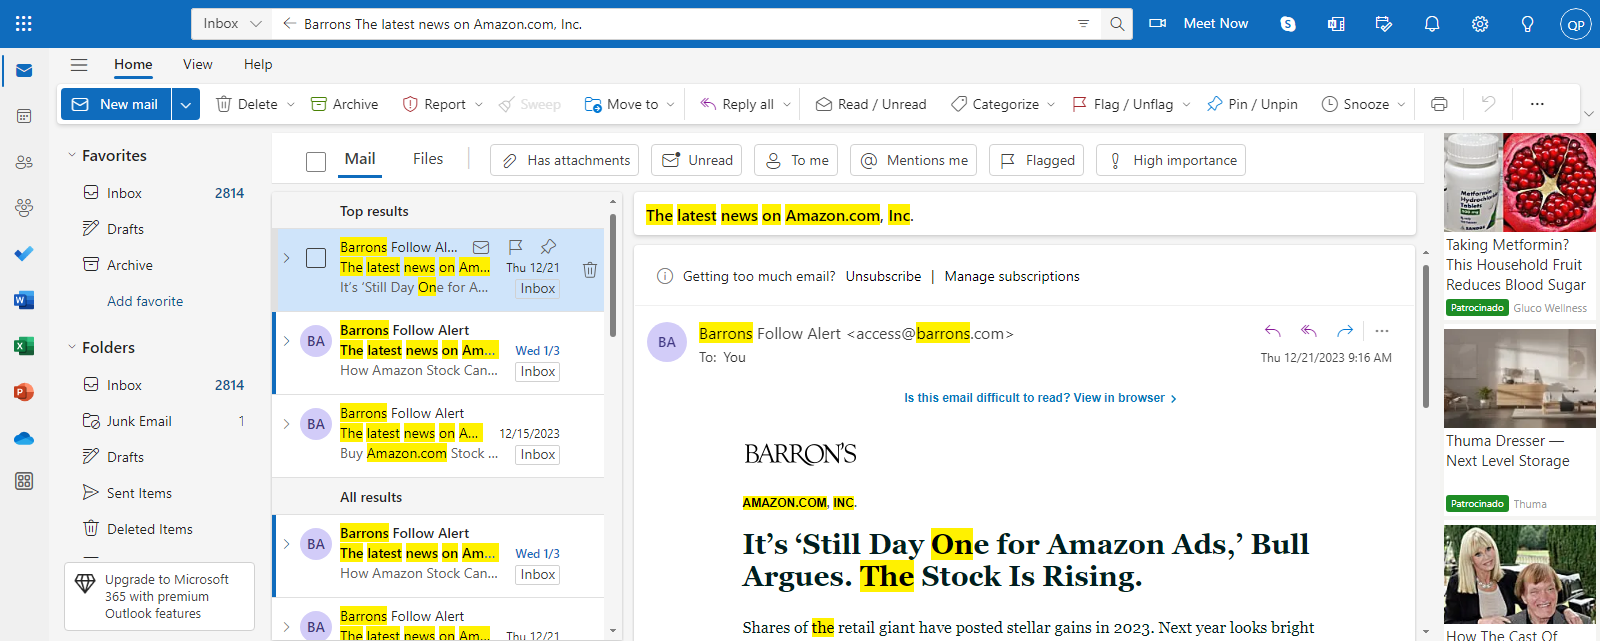 Inbox
Barrons The latest news on Amazon.com, Inc.
Meet Now
QP
Home
View
Help
New mail
Delete
Archive
Report
Sweep
Move to
Reply all
Read / Unread
Categorize
Flag / Unflag
Pin / Unpin
Snooze
Favorites
Inbox 2814
Drafts
Archive
Add favorite
Folders
Inbox 2814
Junk Email 1
Drafts
Sent Items
Deleted Items
Upgrade to Microsoft
365 with premium
Outlook features
Mail
Files
Has attachments
Unread
To me
Mentions me
Flagged
High importance
Top results
Barrons Follow Al...
The latest news on Am... Thu 12/21
It's ‘Still Day One for A... Inbox
BA
Barrons Follow Alert
The latest news on Am... Wed 1/3
How Amazon Stock Can... Inbox
BA
Barrons Follow Alert
The latest news on A... 12/15/2023
Buy Amazon.com Stock ... Inbox
All results
BA
Barrons Follow Alert
The latest news on Am... Wed 1/3
How Amazon Stock Can... Inbox
BA
Barrons Follow Alert
The latest news on Am... Thu 12/21
The latest news on Amazon.com, Inc.
Getting too much email? Unsubscribe | Manage subscriptions
BA
Barrons Follow Alert <access@barrons.com>
To: You
Thu 12/21/2023 9:16 AM
Is this email difficult to read? View in browser ›
BARRON'S
AMAZON.COM, INC.
It’s ‘Still Day One for Amazon Ads,’ Bull
Argues. The Stock Is Rising.
Shares of the retail giant have posted stellar gains in 2023. Next year looks bright
Metformin
Hydrochloride
Tablets
Taking Metformin?
This Household Fruit
Reduces Blood Sugar
Patrocinado Gluco Wellness
Thuma Dresser —
Next Level Storage
Patrocinado Thuma
How The Cast Of